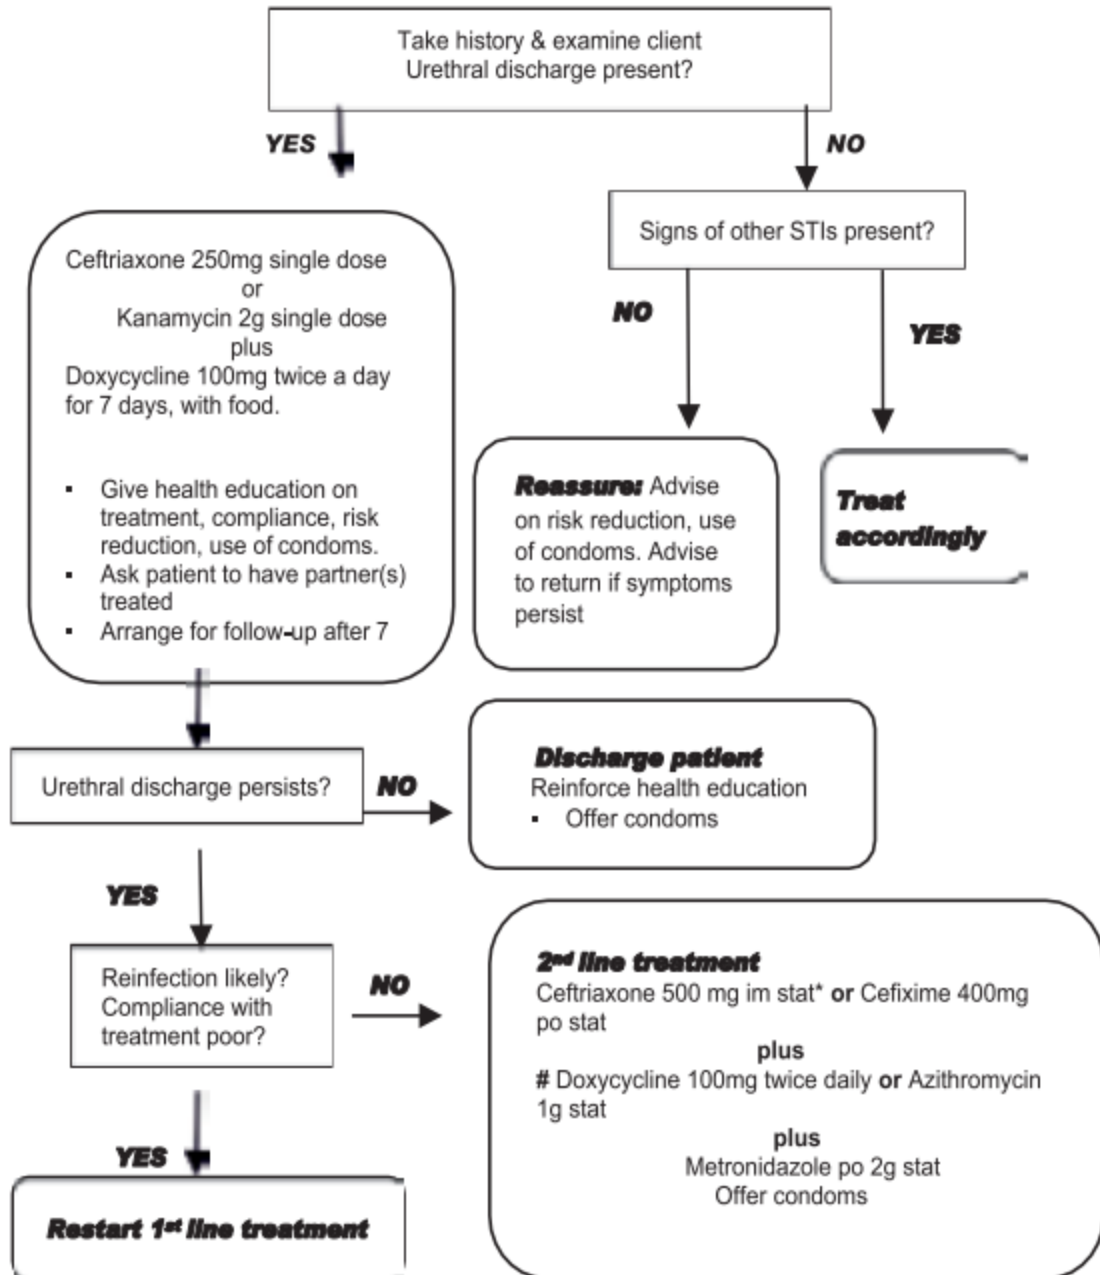 Take history & examine client
Urethral discharge present?
YES
NO
Signs of other STIs present?
Ceftriaxone 250mg single dose
or
Kanamycin 2g single dose
plus
Doxycycline 100mg twice a day
for 7 days, with food.
▪ Give health education on
treatment, compliance, risk
reduction, use of condoms.
▪ Ask patient to have partner(s)
treated
▪ Arrange for follow-up after 7
NO
YES
Reassure: Advise
on risk reduction, use
of condoms. Advise
to return if symptoms
persist
Treat
accordingly
Urethral discharge persists?
NO
Discharge patient
Reinforce health education
▪ Offer condoms
YES
Reinfection likely?
Compliance with
treatment poor?
NO
2nd line treatment
Ceftriaxone 500 mg im stat* or Cefixime 400mg
po stat
plus
# Doxycycline 100mg twice daily or Azithromycin
1g stat
plus
Metronidazole po 2g stat
Offer condoms
YES
Restart 1st line treatment